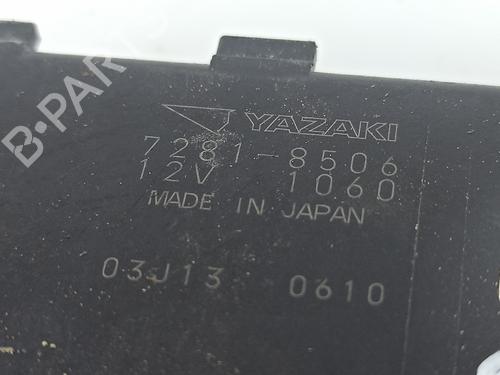 B-PARTS
YAZAKI
7281-8506
12V 1060
MADE IN JAPAN
03J13 0610